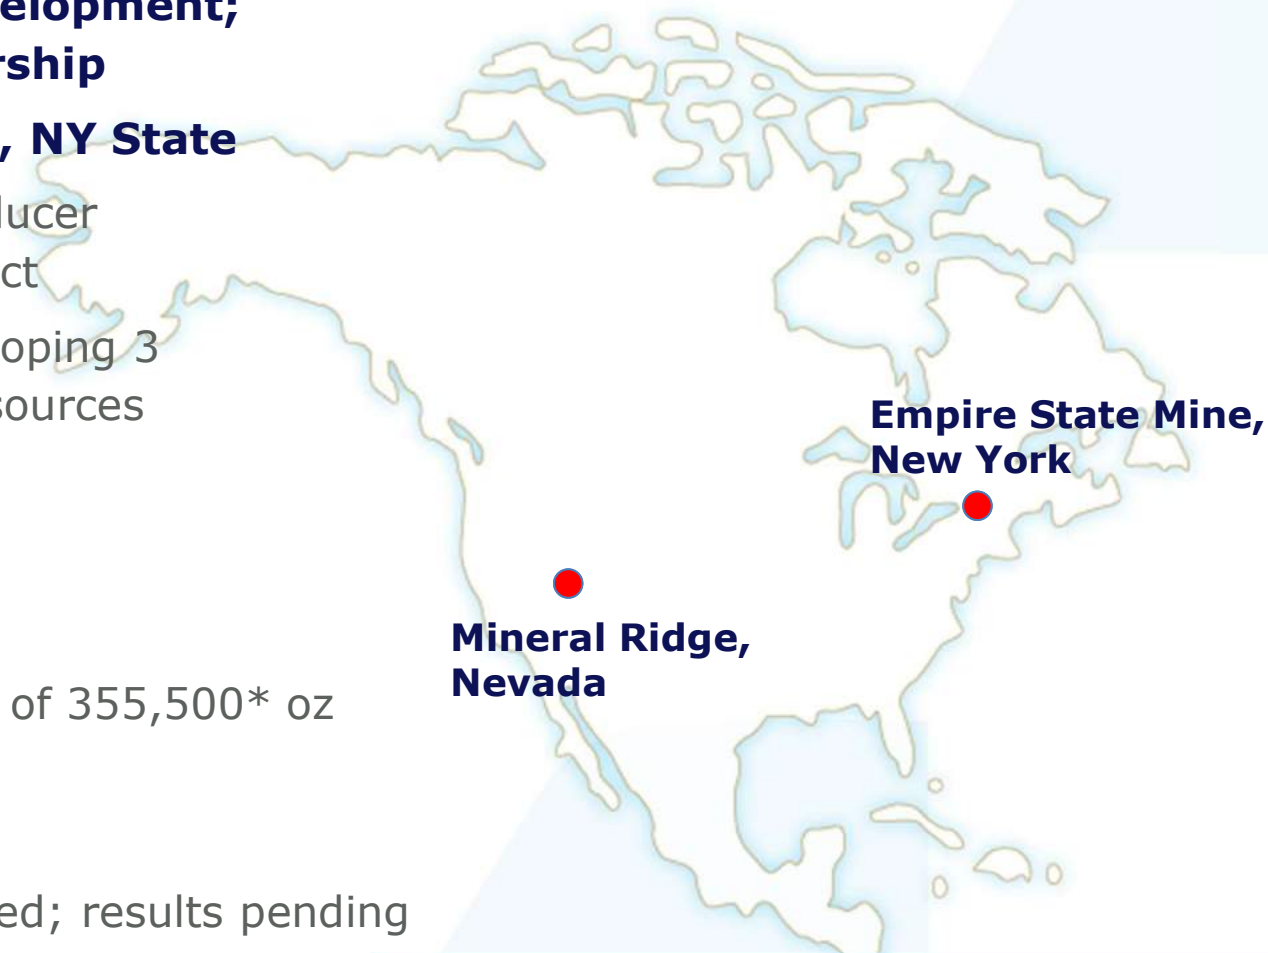 elopment;
rship
, NY State
ducer
ct
oping 3
sources
Empire State Mine,
New York
Mineral Ridge,
Nevada
of 355,500* oz
ed; results pending